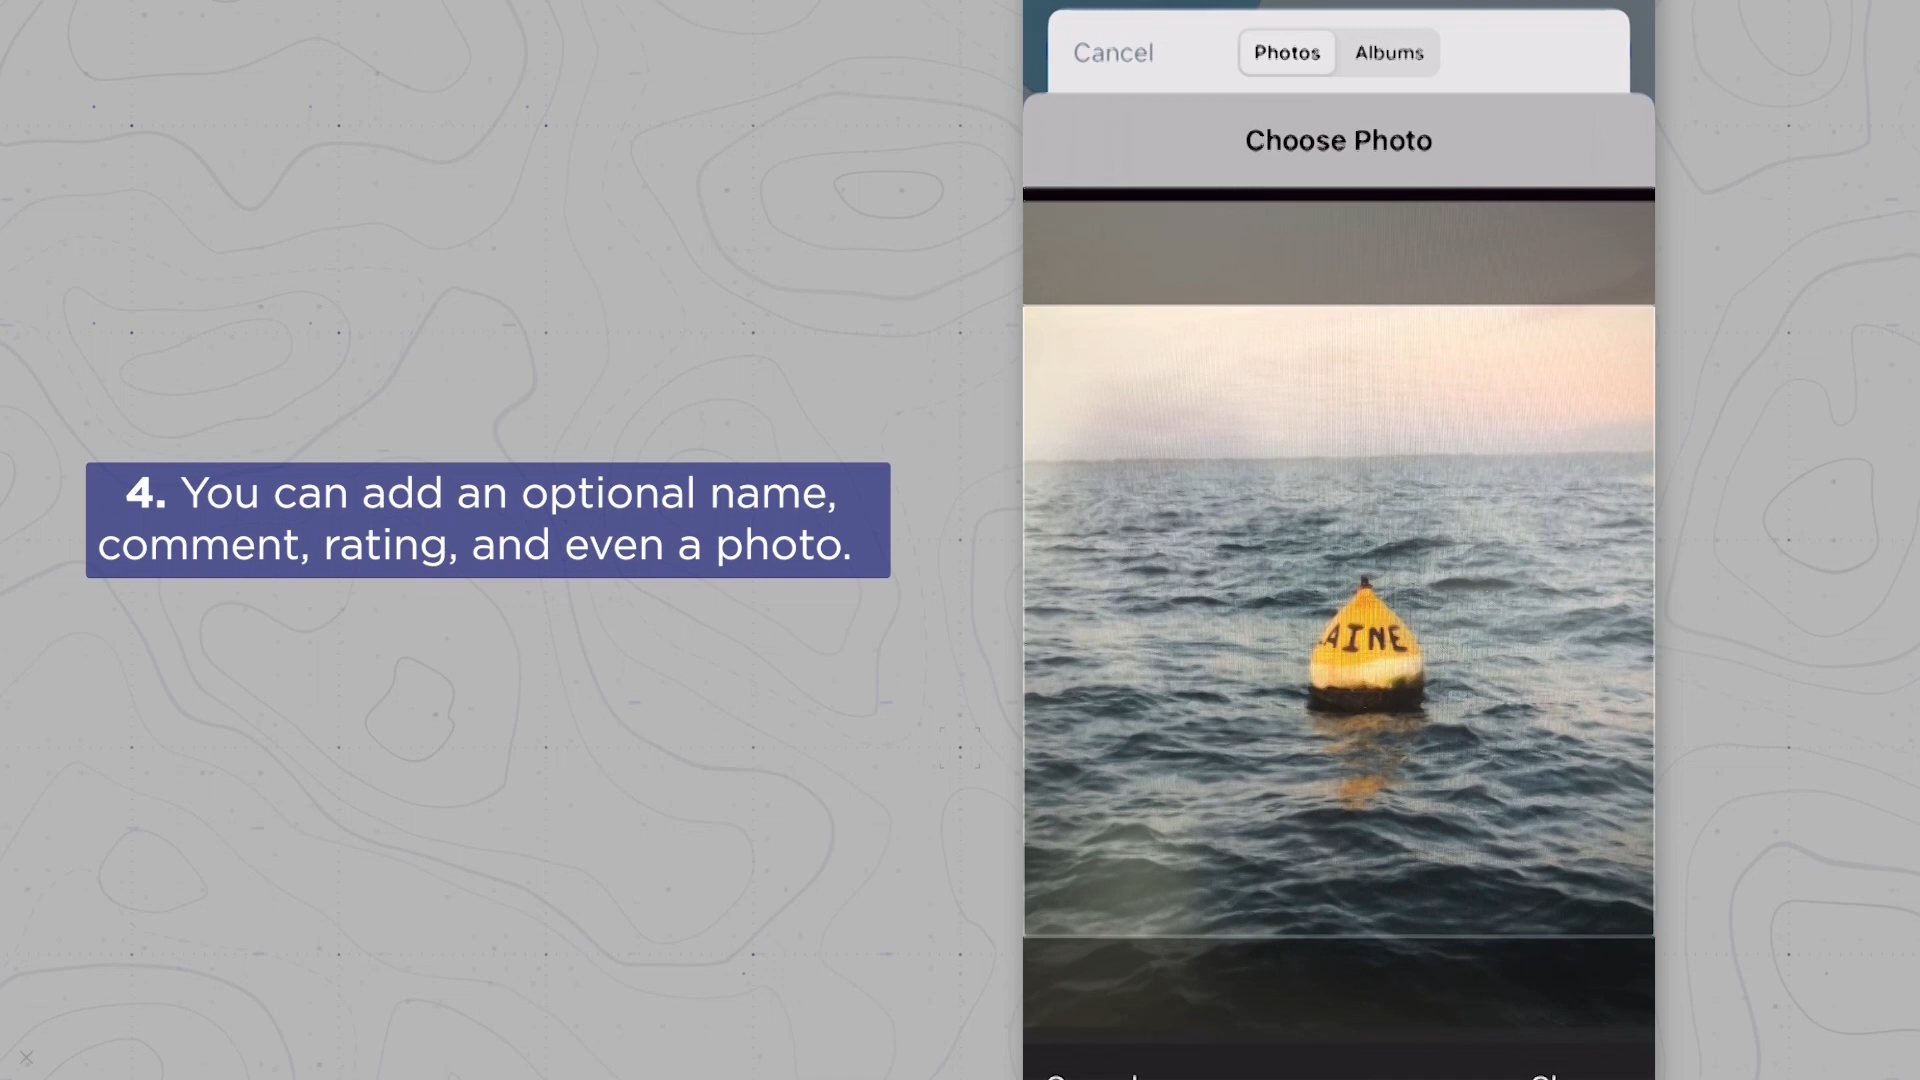 Cancel Photos Albums
Choose Photo
4. You can add an optional name,
comment, rating, and even a photo.
AINE